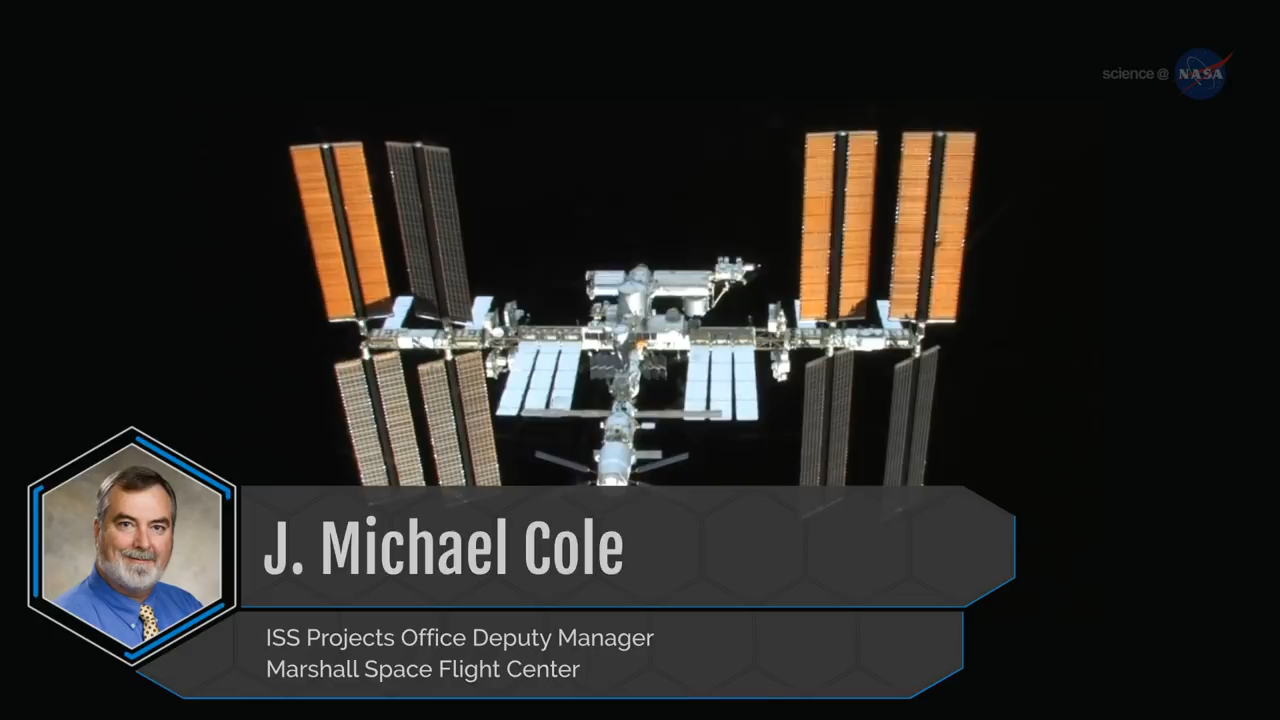 science@ NASA
J. Michael Cole
ISS Projects Office Deputy Manager
Marshall Space Flight Center